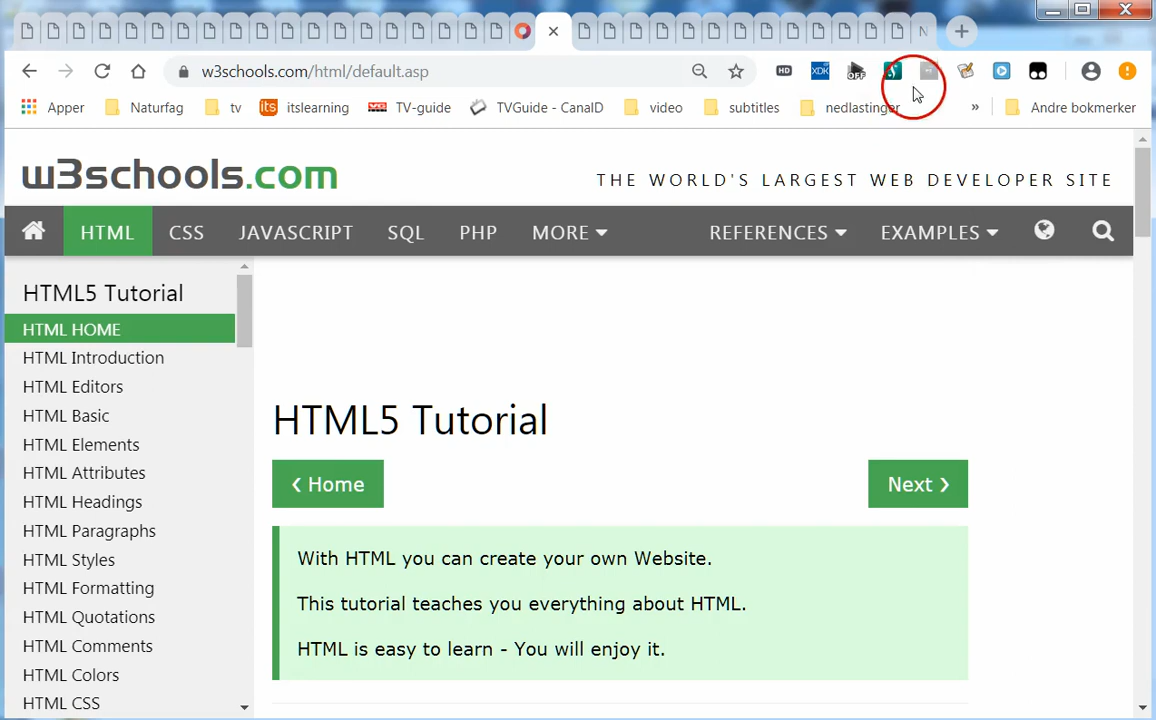 N
w3schools.com/html/default.asp
HD XDK OFF
Apper Naturfag tv its itslearning TV-guide TVGuide - CanalD video subtitles nedlastinger » Andre bokmerker
w3schools.com
THE WORLD'S LARGEST WEB DEVELOPER SITE
HTML CSS JAVASCRIPT SQL PHP MORE REFERENCES EXAMPLES
HTML5 Tutorial
HTML HOME
HTML Introduction
HTML Editors
HTML Basic
HTML Elements
HTML Attributes
HTML Headings
HTML Paragraphs
HTML Styles
HTML Formatting
HTML Quotations
HTML Comments
HTML Colors
HTML CSS
HTML5 Tutorial
❮ Home Next ❯
With HTML you can create your own Website.
This tutorial teaches you everything about HTML.
HTML is easy to learn - You will enjoy it.